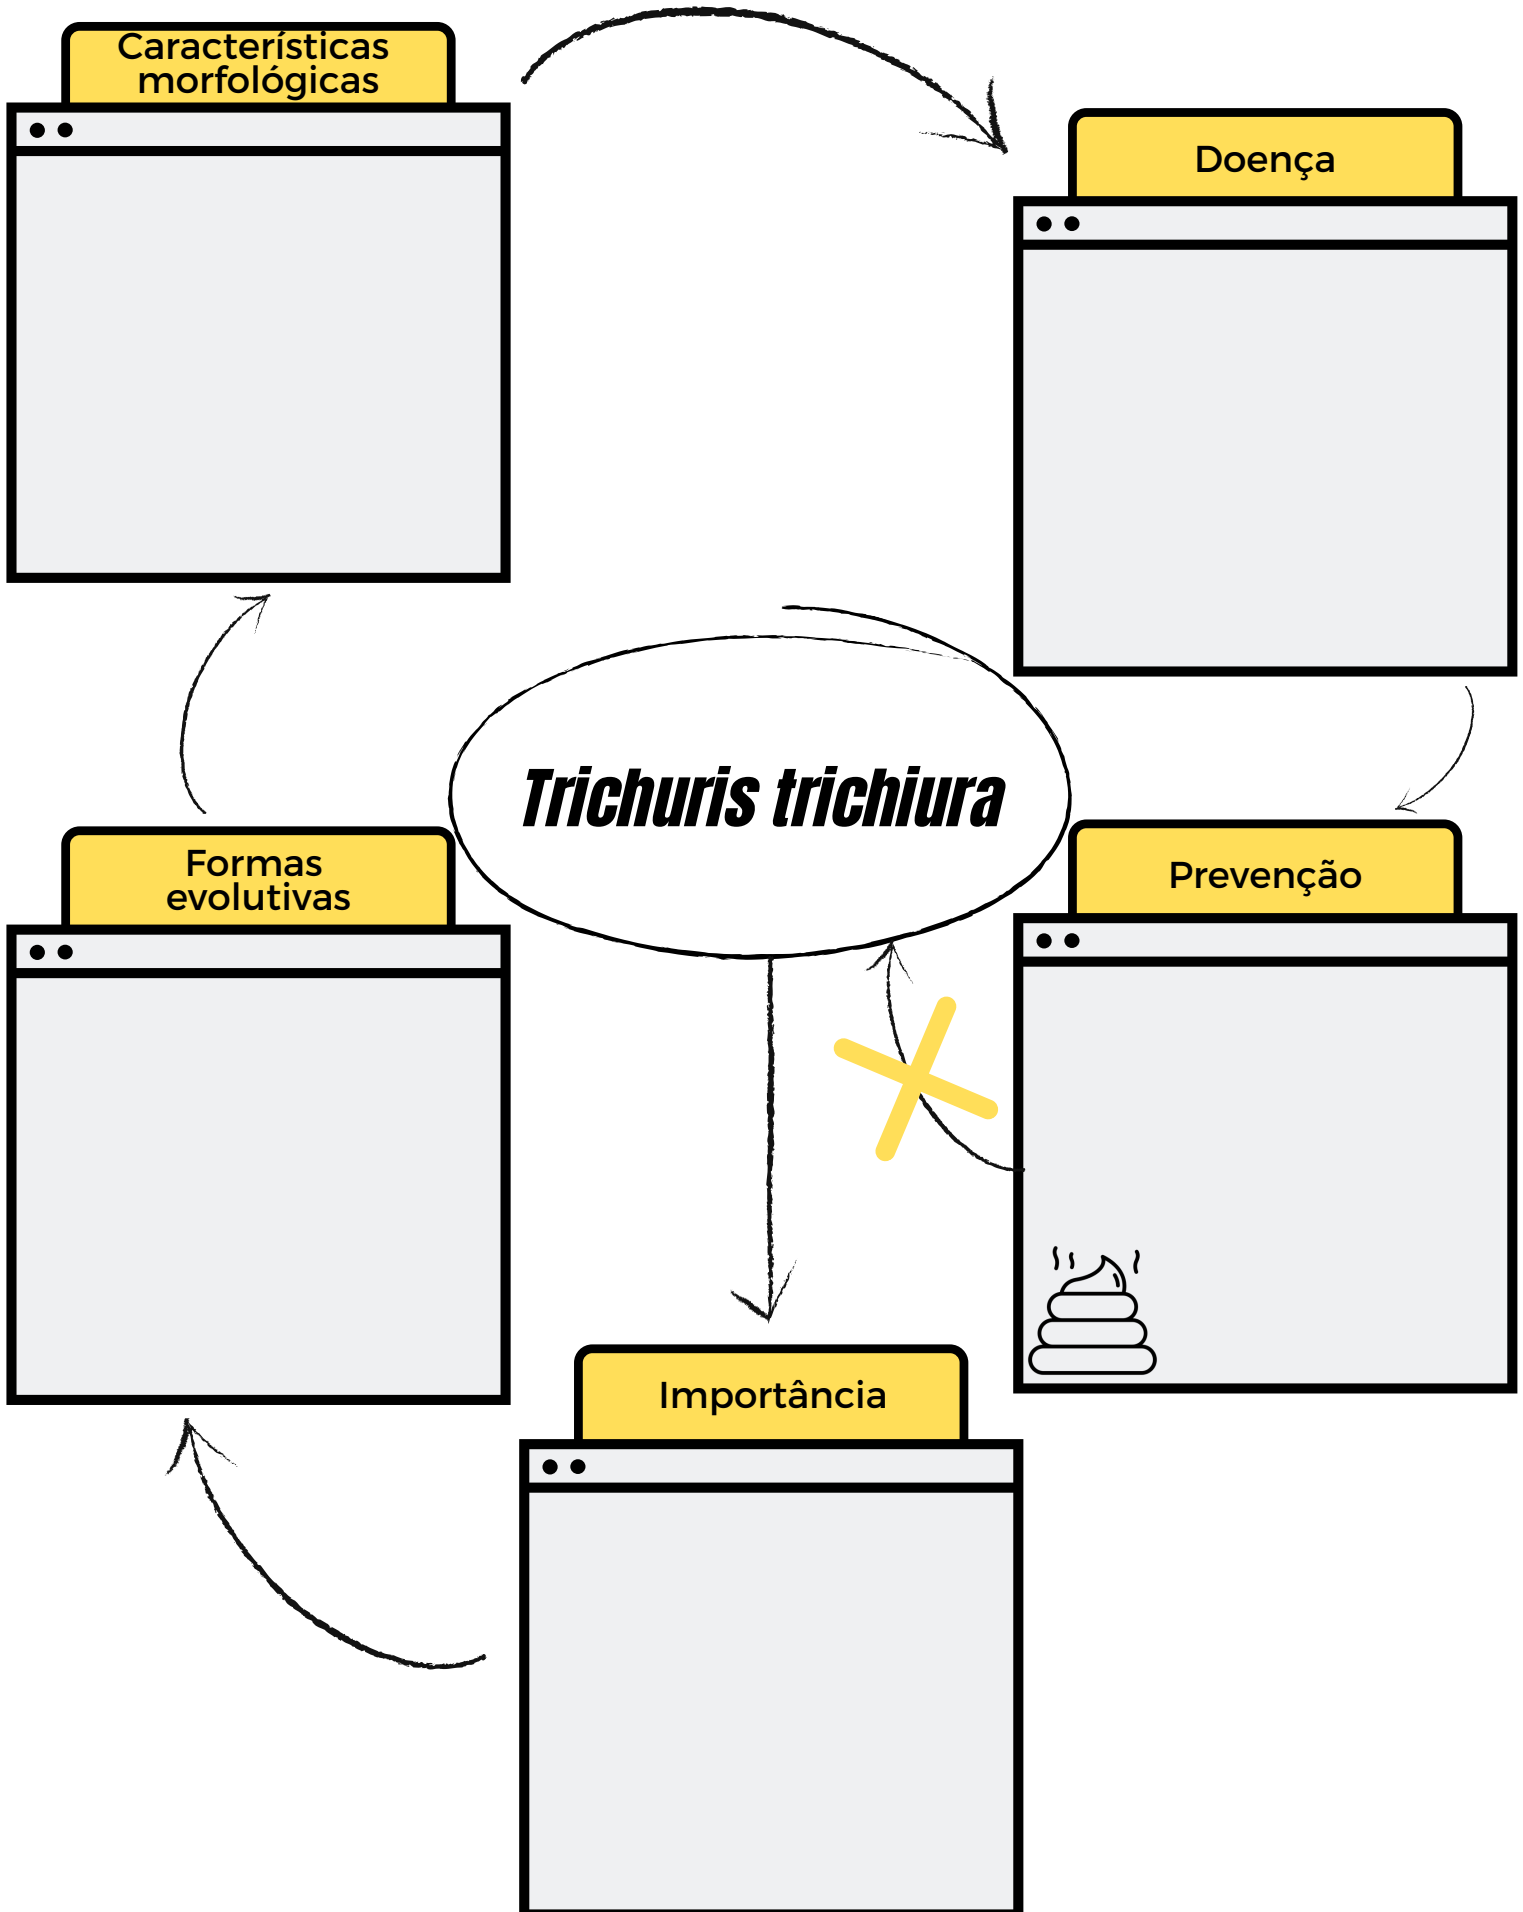 Características
morfológicas
Doença
Trichuris trichiura
Formas
evolutivas
Prevenção
Importância